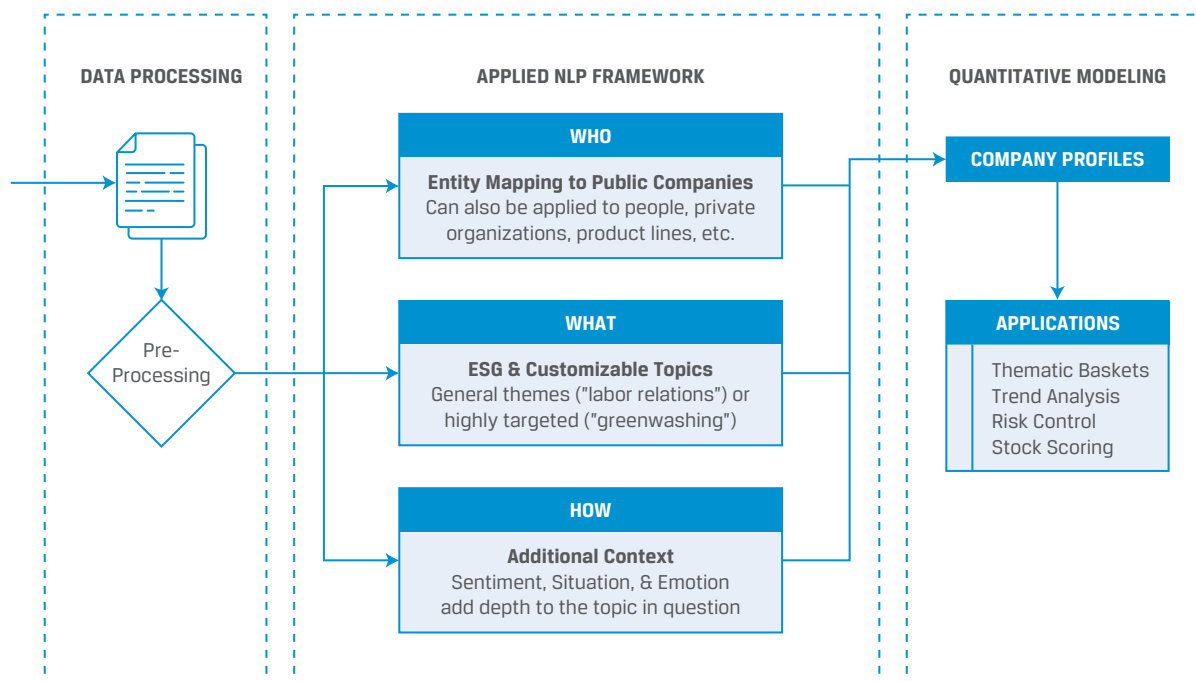 DATA PROCESSING
Pre-
Processing
APPLIED NLP FRAMEWORK
WHO
Entity Mapping to Public Companies
Can also be applied to people, private
organizations, product lines, etc.
WHAT
ESG & Customizable Topics
General themes ("labor relations") or
highly targeted ("greenwashing")
HOW
Additional Context
Sentiment, Situation, & Emotion
add depth to the topic in question
QUANTITATIVE MODELING
COMPANY PROFILES
APPLICATIONS
Thematic Baskets
Trend Analysis
Risk Control
Stock Scoring